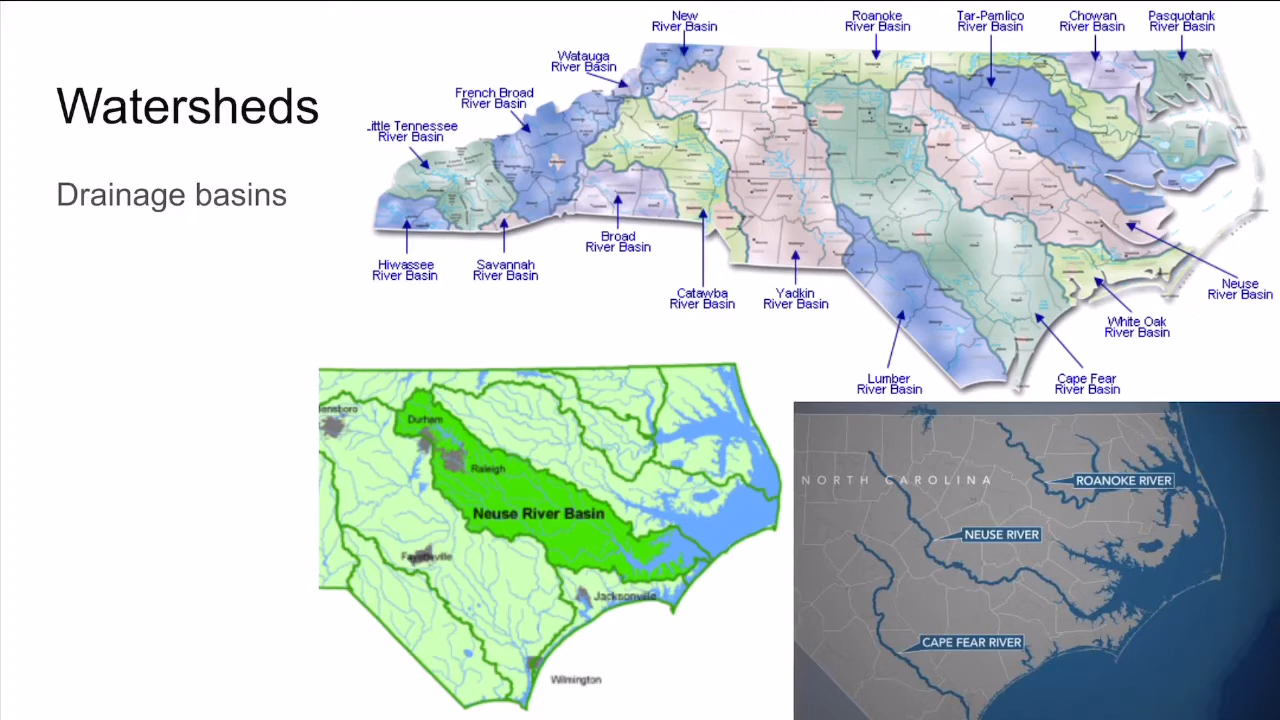 Watersheds
Drainage basins
New
River Basin
Roanoke
River Basin
Tar-Pamlico
River Basin
Chowan
River Basin
Pasquotank
River Basin
Watauga
River Basin
French Broad
River Basin
Little Tennessee
River Basin
Hiwassee
River Basin
Savannah
River Basin
Broad
River Basin
Catawba
River Basin
Yadkin
River Basin
Lumber
River Basin
Cape Fear
River Basin
White Oak
River Basin
Neuse
River Basin
ensboro
Durham
Raleigh
Neuse River Basin
Fayetteville
Jacksonville
Wilmington
NORTH CAROLINA
ROANOKE RIVER
NEUSE RIVER
CAPE FEAR RIVER